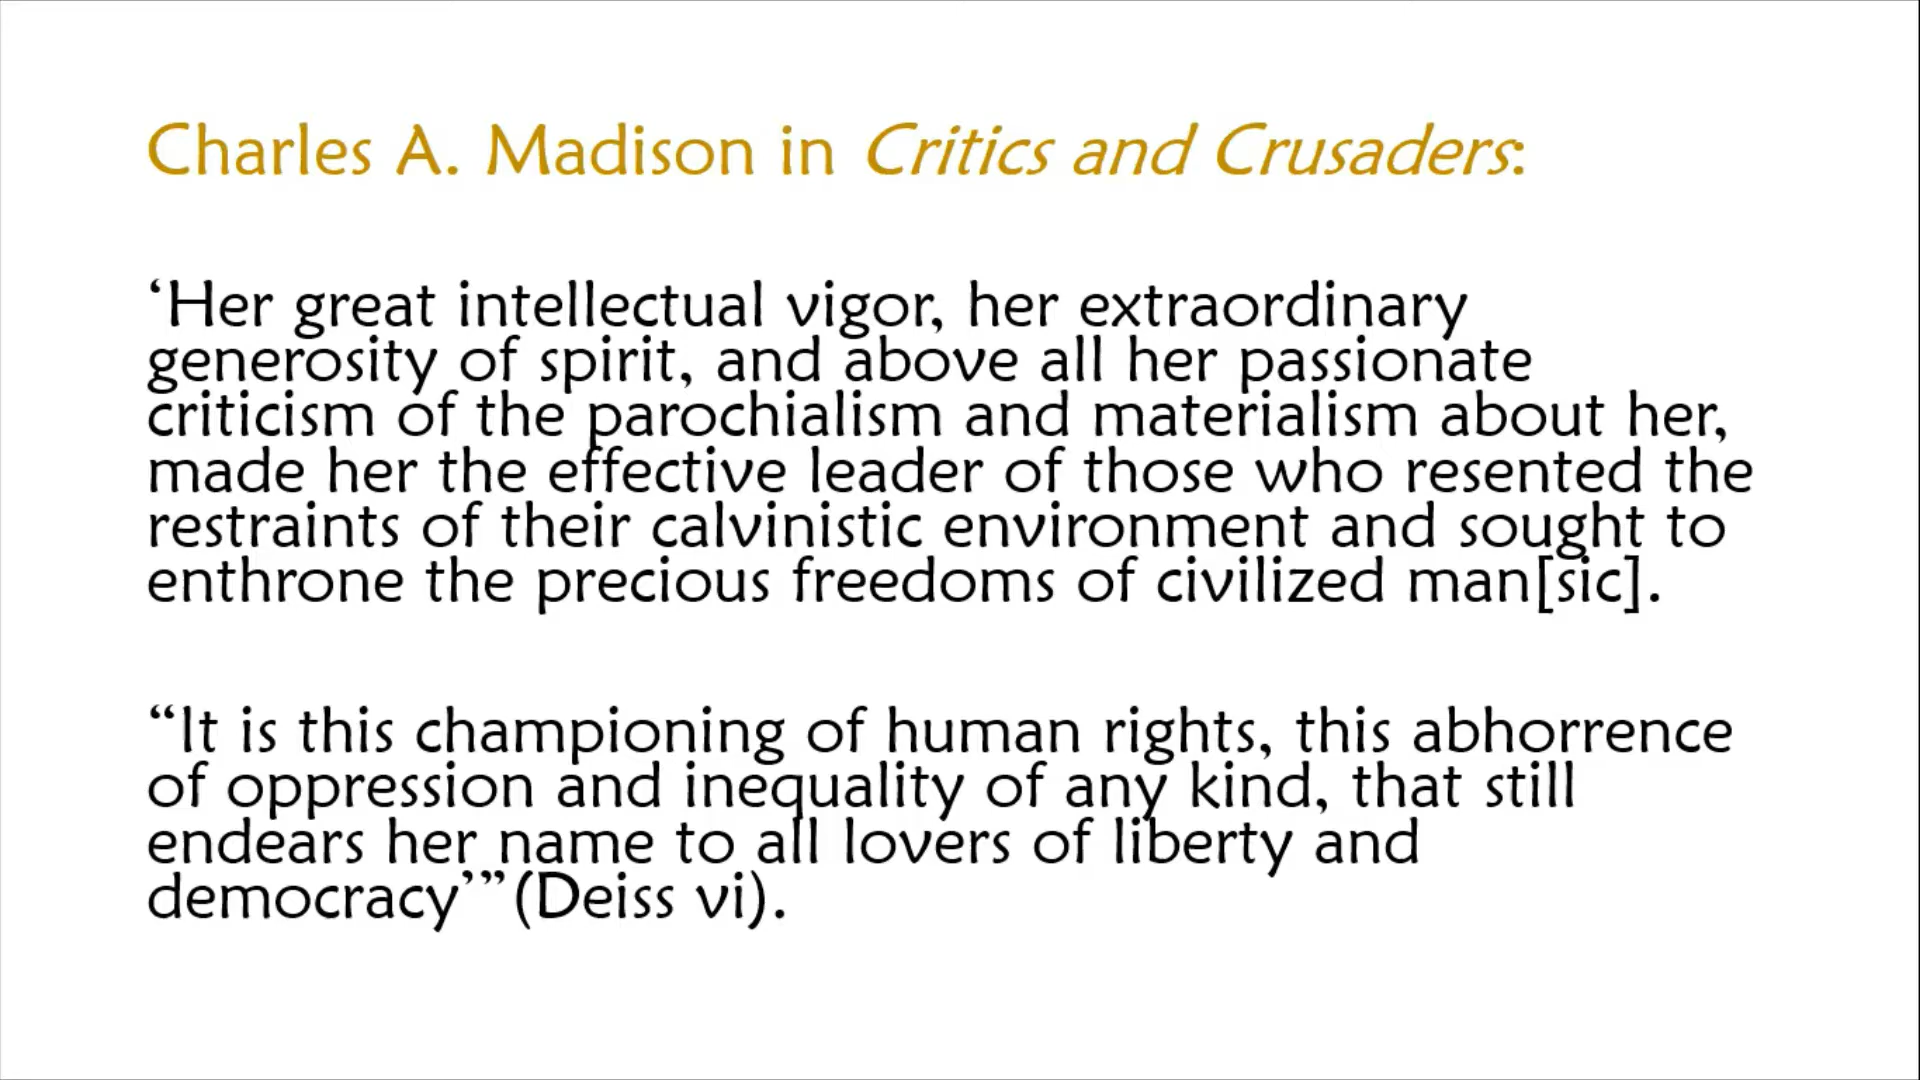 Charles A. Madison in Critics and Crusaders:
‘Her great intellectual vigor, her extraordinary
generosity of spirit, and above all her passionate
criticism of the parochialism and materialism about her,
made her the effective leader of those who resented the
restraints of their calvinistic environment and sought to
enthrone the precious freedoms of civilized man[sic].
“It is this championing of human rights, this abhorrence
of oppression and inequality of any kind, that still
endears her name to all lovers of liberty and
democracy’”(Deiss vi).